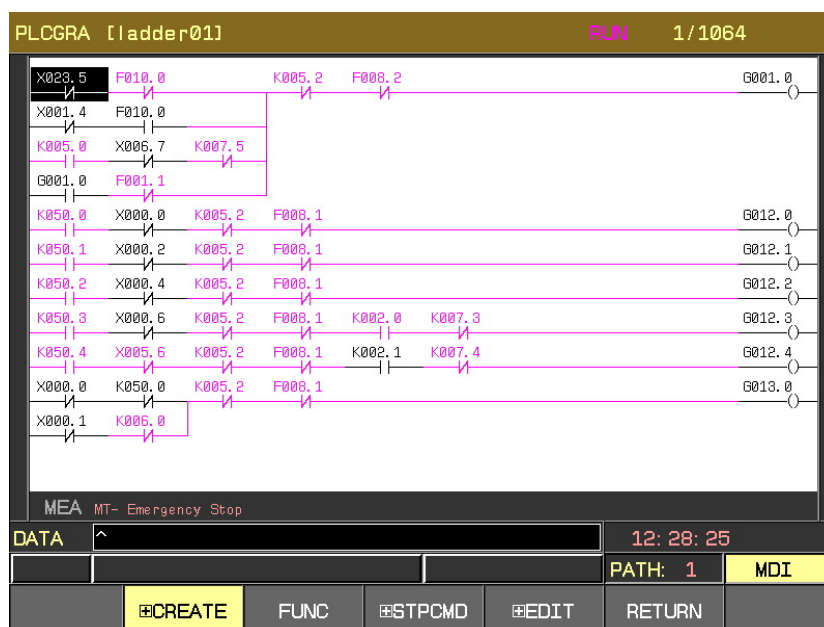 PLCGRA [ladder01] RUN 1/1064
X023.5 F010.0 K005.2 F008.2 G001.0
X001.4 F010.0
K005.0 X006.7 K007.5
G001.0 F001.1
K050.0 X000.0 K005.2 F008.1 G012.0
K050.1 X000.2 K005.2 F008.1 G012.1
K050.2 X000.4 K005.2 F008.1 G012.2
K050.3 X000.6 K005.2 F008.1 K002.0 K007.3 G012.3
K050.4 X005.6 K005.2 F008.1 K002.1 K007.4 G012.4
X000.0 K050.0 K005.2 F008.1 G013.0
X000.1 K006.0
MEA MT- Emergency Stop
DATA ^ 12:28:25
PATH: 1 MDI
⊞CREATE FUNC ⊞STPCMD ⊞EDIT RETURN